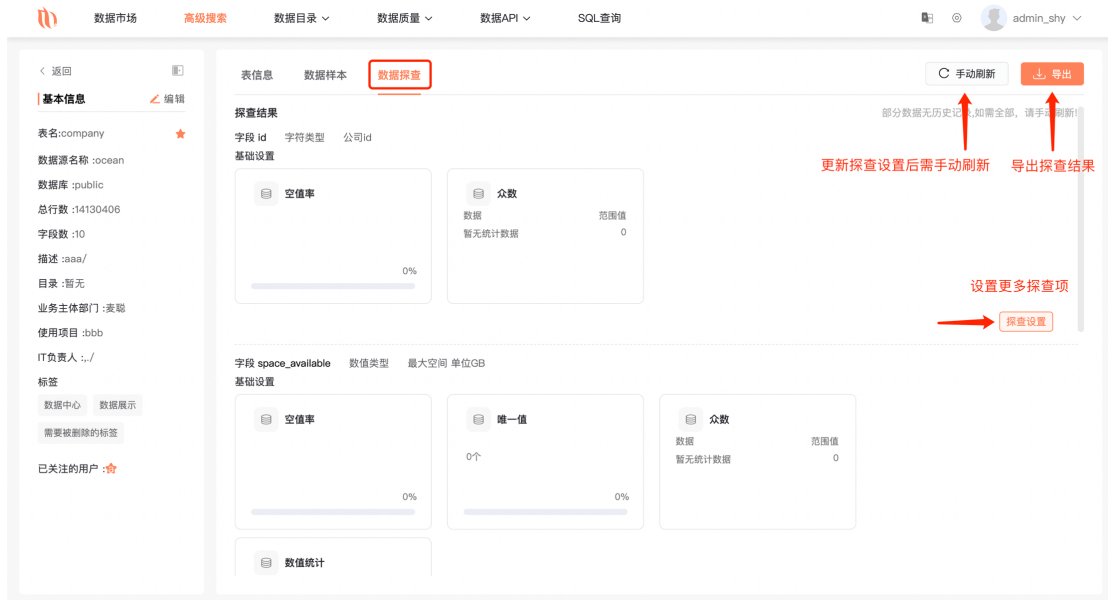 数据市场 高级搜索 数据目录 数据质量 数据API SQL查询 admin_shy
返回
基本信息 编辑
表名:company
数据源名称 :ocean
数据库 :public
总行数 :14130406
字段数 :10
描述 :aaa/
目录 :暂无
业务主体部门 :麦聪
使用项目 :bbb
IT负责人 :,./
标签
数据中心 数据展示
需要被删除的标签
已关注的用户 :
表信息 数据样本 数据探查 手动刷新 导出
探查结果 部分数据无历史记录,如需全部，请手动刷新!
字段 id 字符类型 公司id
基础设置
更新探查设置后需手动刷新 导出探查结果
空值率
0%
众数
数据 范围值
暂无统计数据 0
设置更多探查项
探查设置
字段 space_available 数值类型 最大空间 单位GB
基础设置
空值率
0%
唯一值
0个
0%
众数
数据 范围值
暂无统计数据 0
数值统计